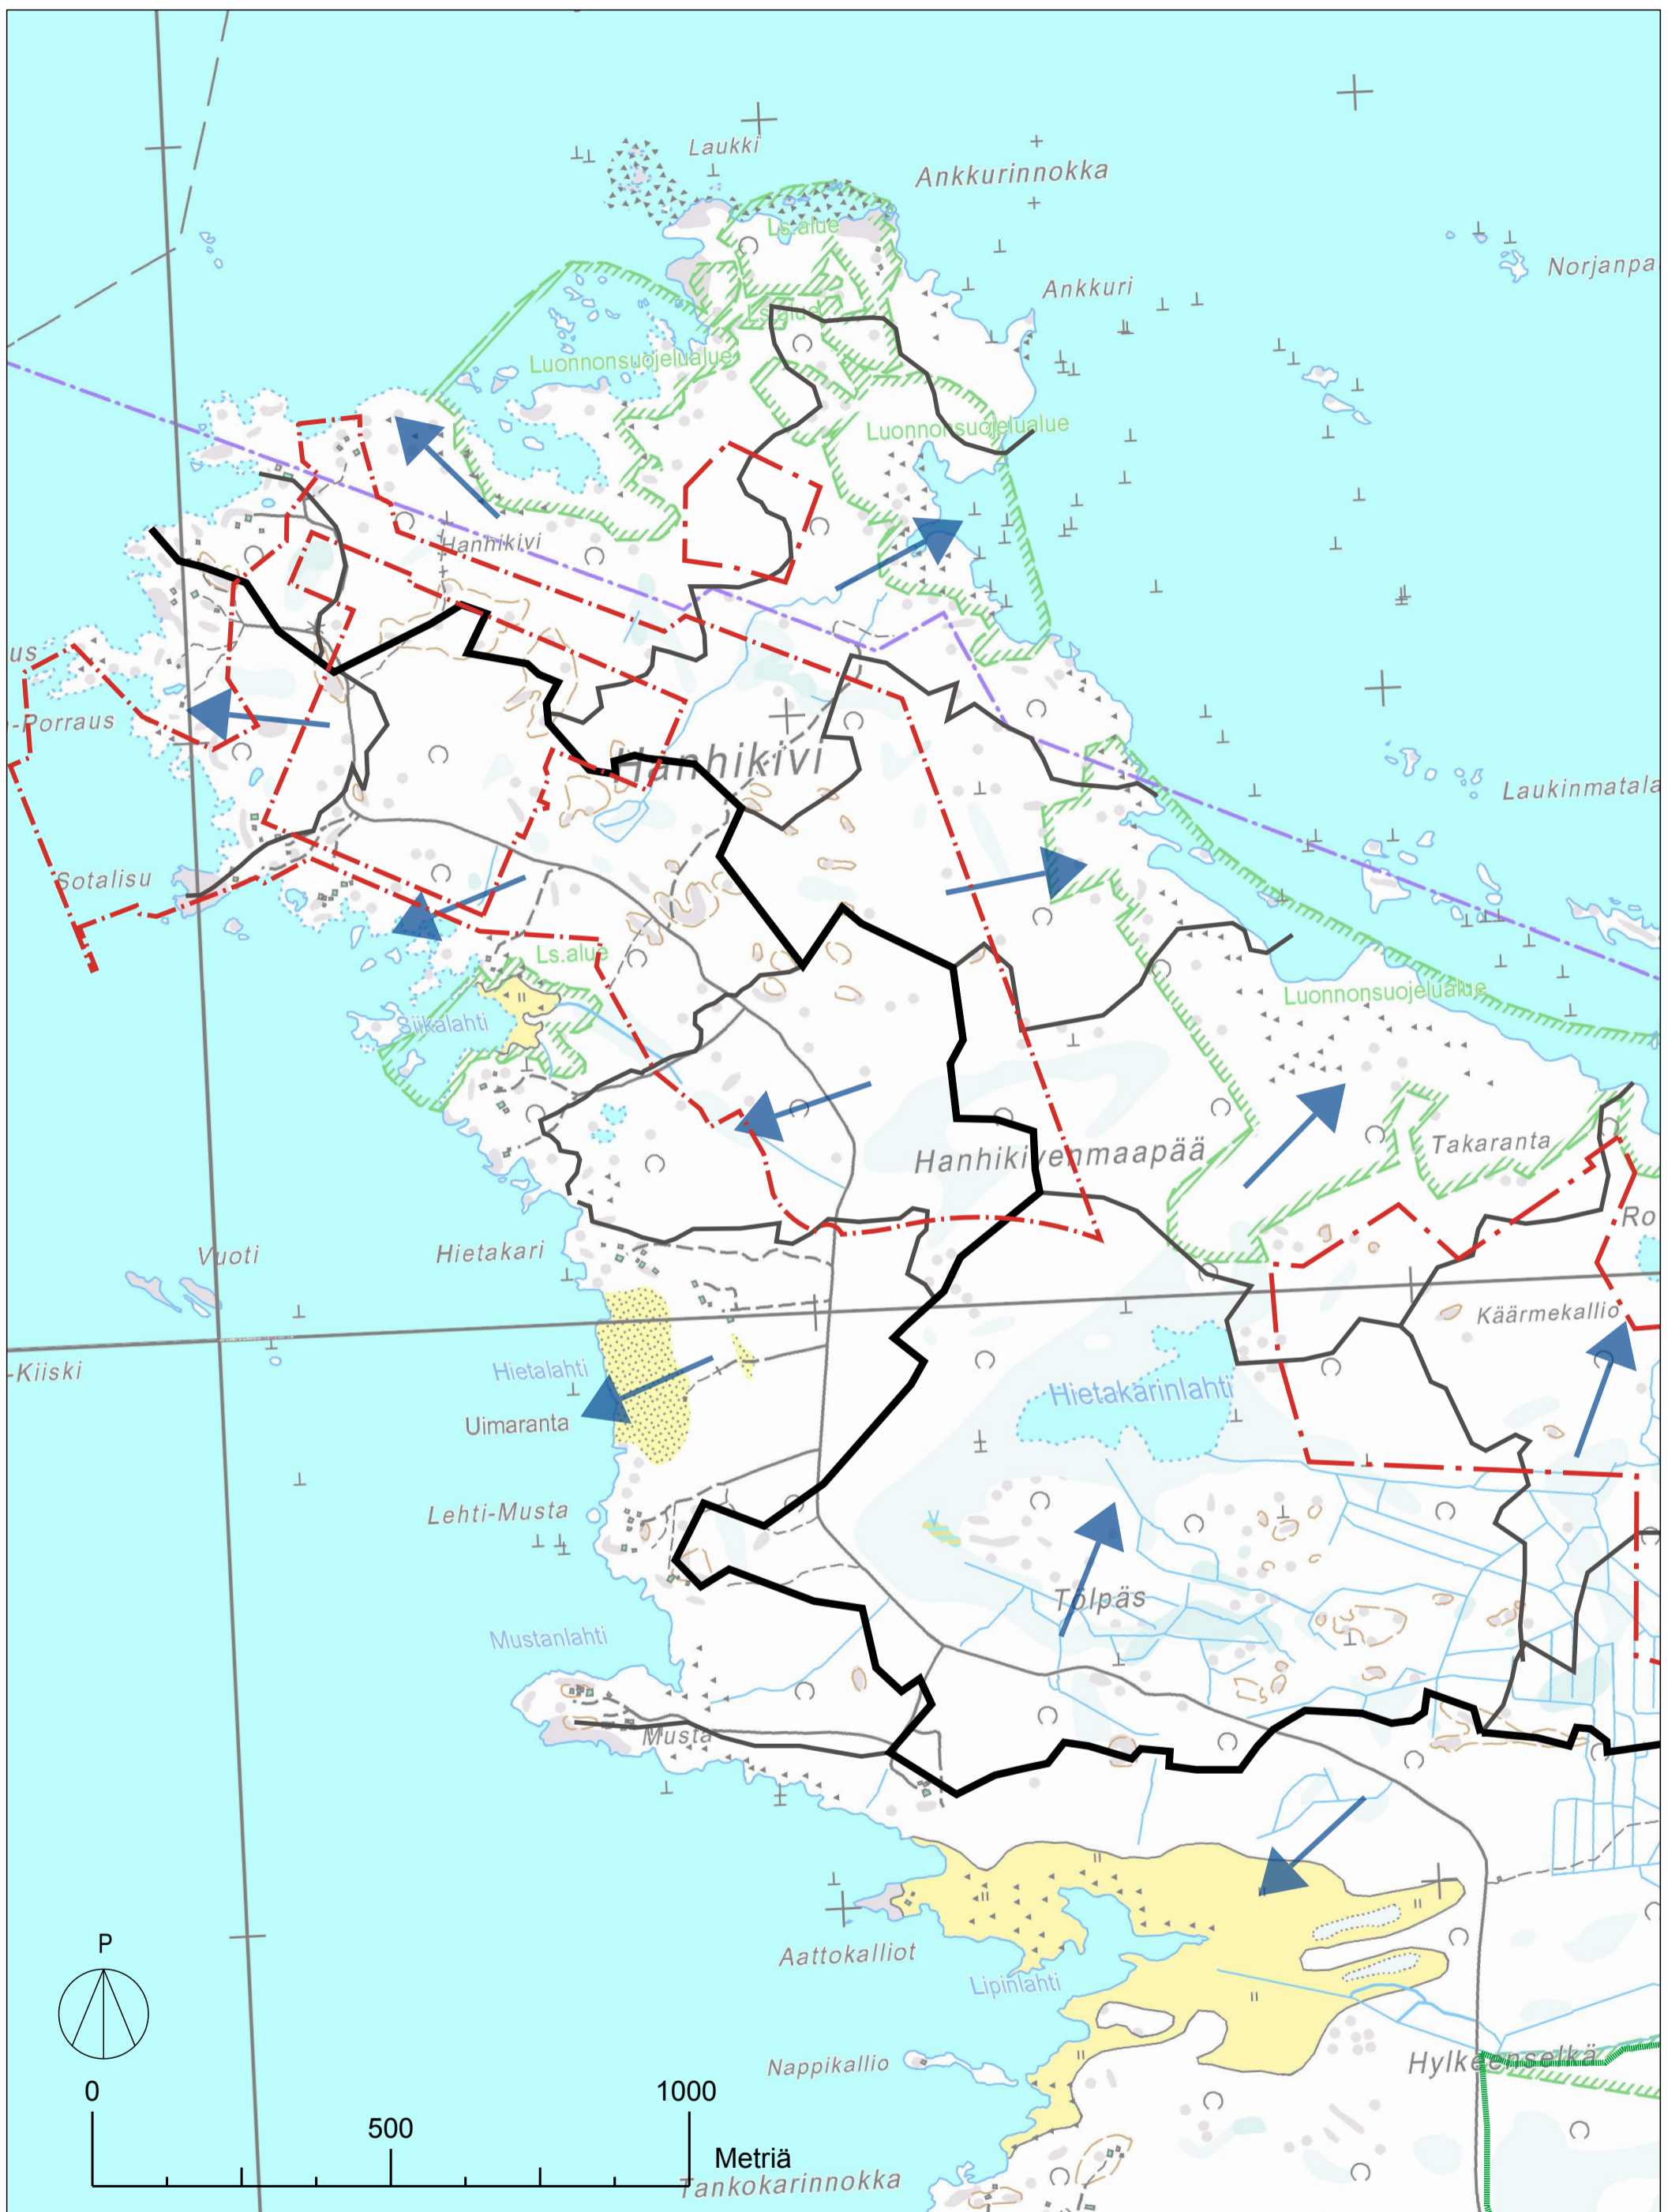 Laukki
Ankkurinnokka
Ls.alue
Norjanpa
Ankkuri
Ls.alue
Luonnonsuojelualue
Luonnonsuojelualue
Hanhikivi
us
-Porraus
Hanhikivi
Laukinmatala
Sotalisu
Ls.alue
Luonnonsuojelualue
Siikalahti
Hanhikivenmaapää
Takaranta
Ro
Vuoti
Hietakari
Käärmekallio
-Kiiski
Hietalahti
Hietakarinlahti
Uimaranta
Lehti-Musta
Tölpäs
Mustanlahti
Musta
P
Aattokalliot
Lipinlahti
Nappikallio
Hylkeenselkä
0
1000
500
Metriä
Tankokarinnokka